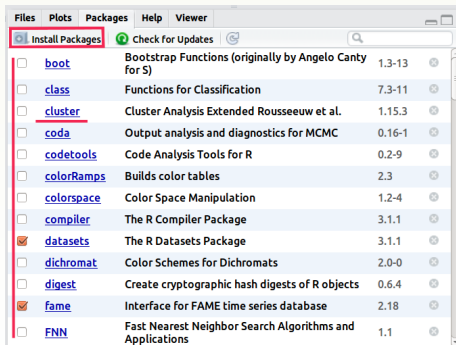 Files Plots Packages Help Viewer
Install Packages Check for Updates
boot Bootstrap Functions (originally by Angelo Canty for S) 1.3-13
class Functions for Classification 7.3-11
cluster Cluster Analysis Extended Rousseeuw et al. 1.15.3
coda Output analysis and diagnostics for MCMC 0.16-1
codetools Code Analysis Tools for R 0.2-9
colorRamps Builds color tables 2.3
colorspace Color Space Manipulation 1.2-4
compiler The R Compiler Package 3.1.1
datasets The R Datasets Package 3.1.1
dichromat Color Schemes for Dichromats 2.0-0
digest Create cryptographic hash digests of R objects 0.6.4
fame Interface for FAME time series database 2.18
FNN Fast Nearest Neighbor Search Algorithms and Applications 1.1